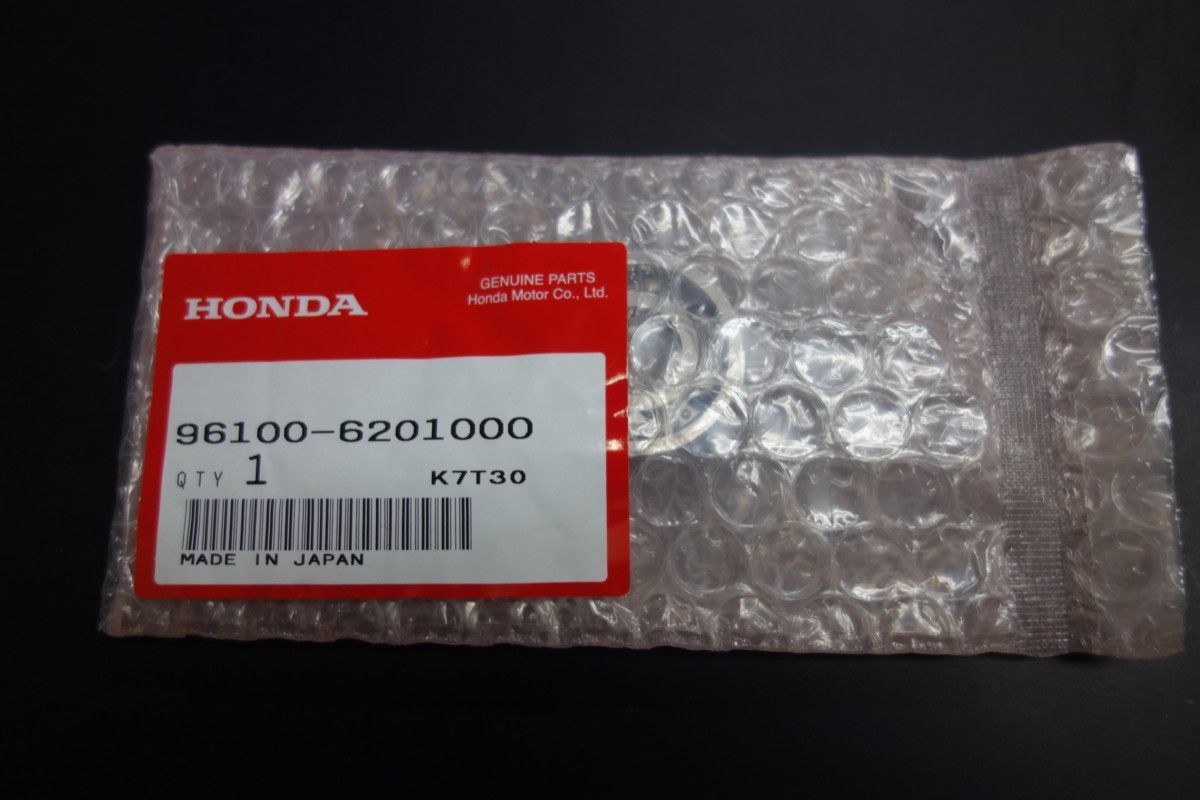 HONDA
GENUINE PARTS
Honda Motor Co., Ltd.
96100-6201000
QTY 1 K7T30
MADE IN JAPAN